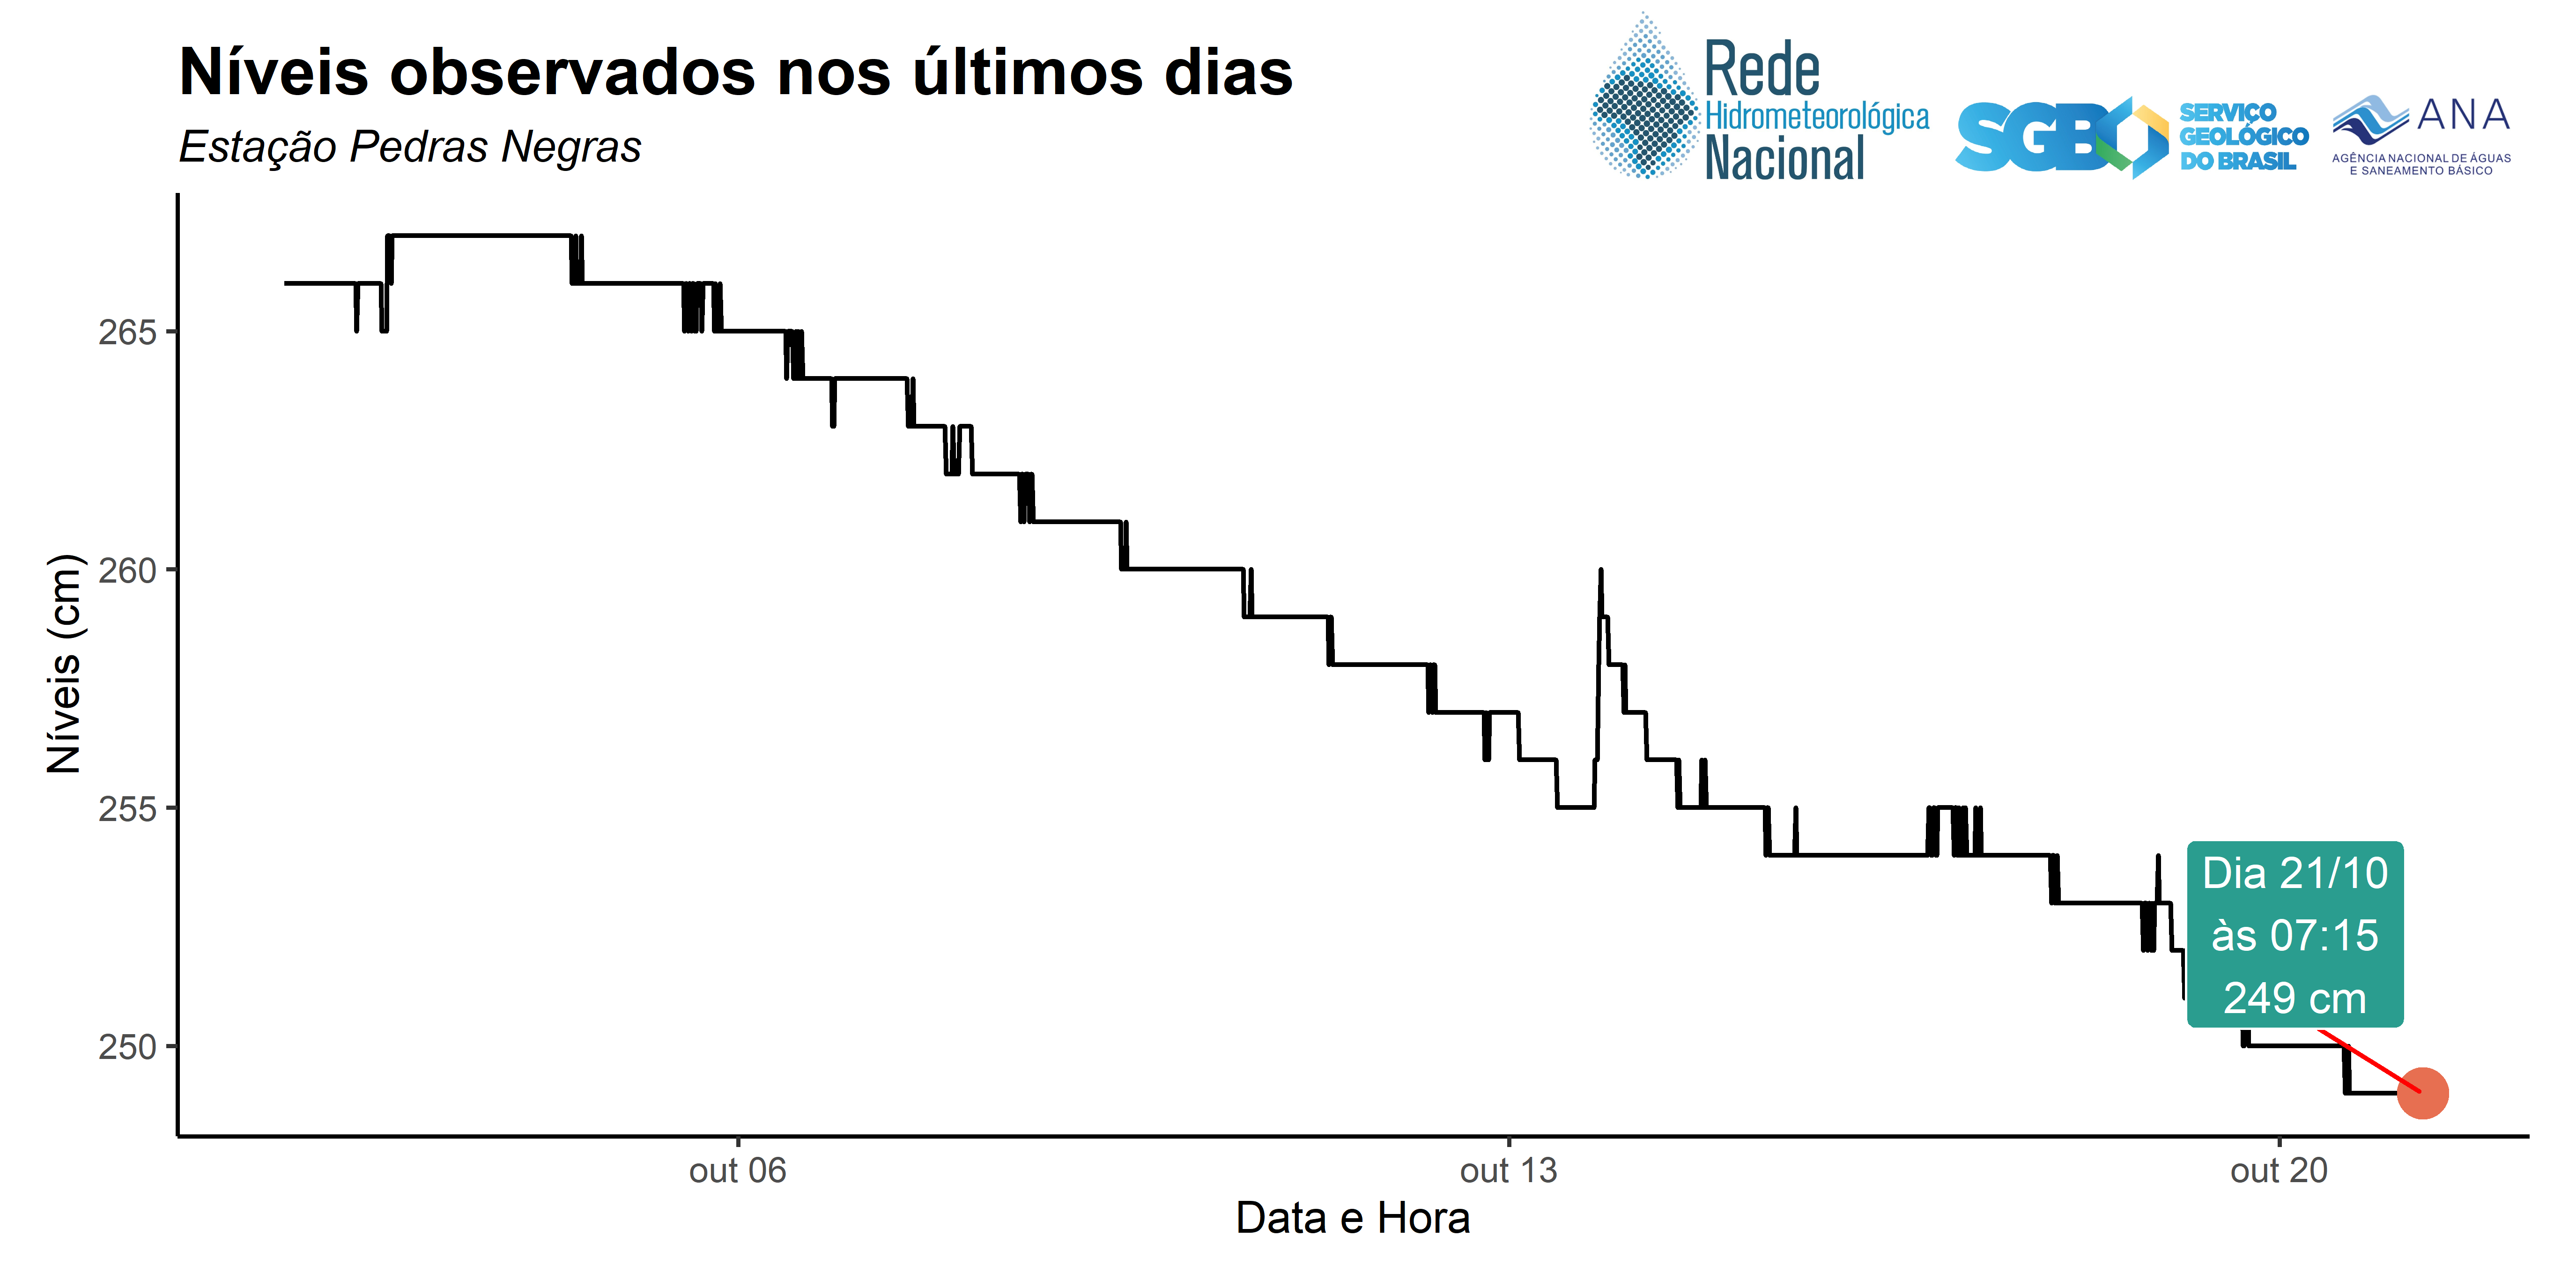 Níveis observados nos últimos dias
Estação Pedras Negras
Rede
Hidrometeorológica
Nacional
SGB
SERVIÇO
GEOLÓGICO
DO BRASIL
ANA
AGÊNCIA NACIONAL DE ÁGUAS
E SANEAMENTO BÁSICO
Níveis (cm)
265
260
255
250
Dia 21/10
às 07:15
249 cm
out 06
out 13
out 20
Data e Hora